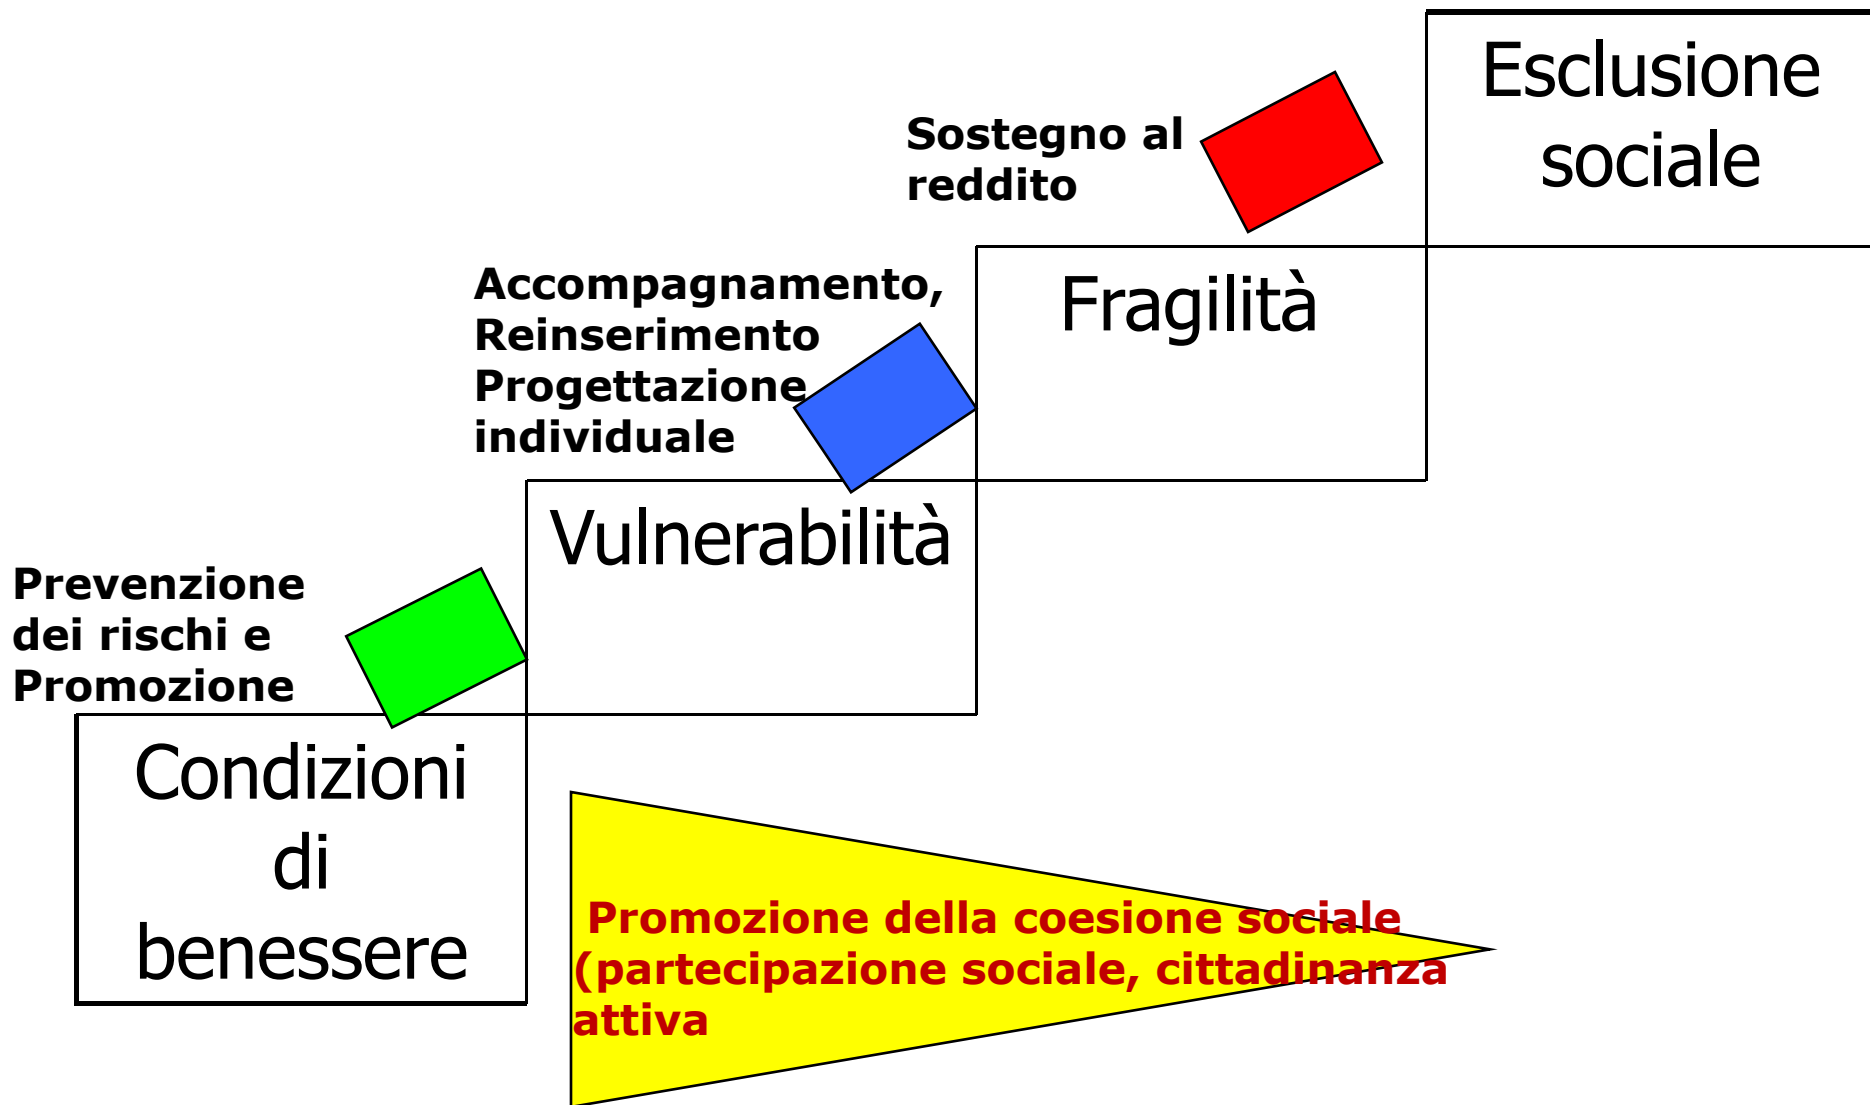 Esclusione
sociale
Sostegno al
reddito
Fragilità
Accompagnamento,
Reinserimento
Progettazione
individuale
Vulnerabilità
Prevenzione
dei rischi e
Promozione
Condizioni
di
benessere
Promozione della coesione sociale
(partecipazione sociale, cittadinanza
attiva